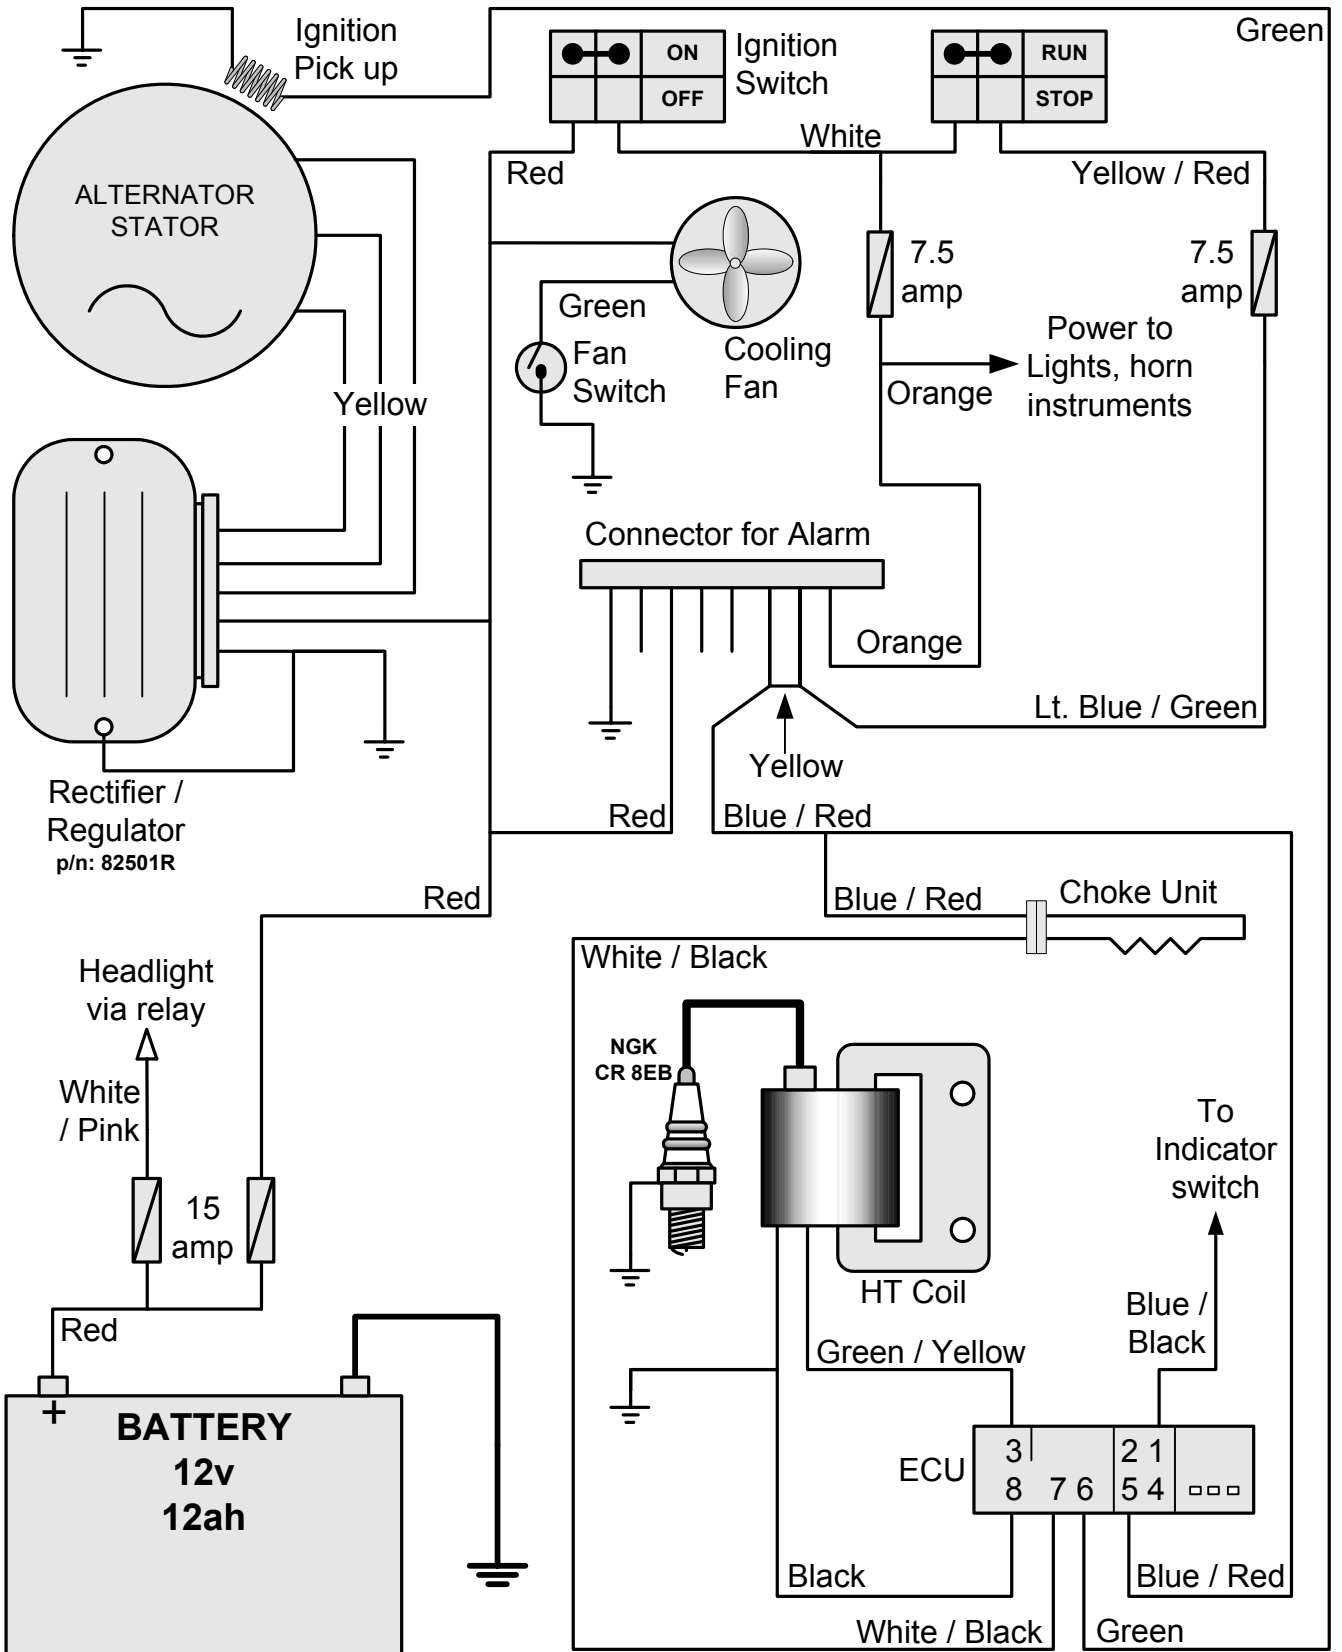 Ignition
Pick up
ON
OFF
Ignition
Switch
RUN
STOP
Green
White
Red
Yellow / Red
ALTERNATOR
STATOR
7.5
amp
7.5
amp
Green
Fan
Switch
Cooling
Fan
Power to
Lights, horn
instruments
Orange
Yellow
Connector for Alarm
Orange
Lt. Blue / Green
Yellow
Rectifier /
Regulator
p/n: 82501R
Red
Blue / Red
Red
Blue / Red
Choke Unit
White / Black
Headlight
via relay
White
/ Pink
NGK
CR 8EB
To
Indicator
switch
15
amp
HT Coil
Blue /
Black
Red
Green / Yellow
+
BATTERY
12v
12ah
ECU
3 2 1
8 7 6 5 4
Black
Blue / Red
White / Black
Green